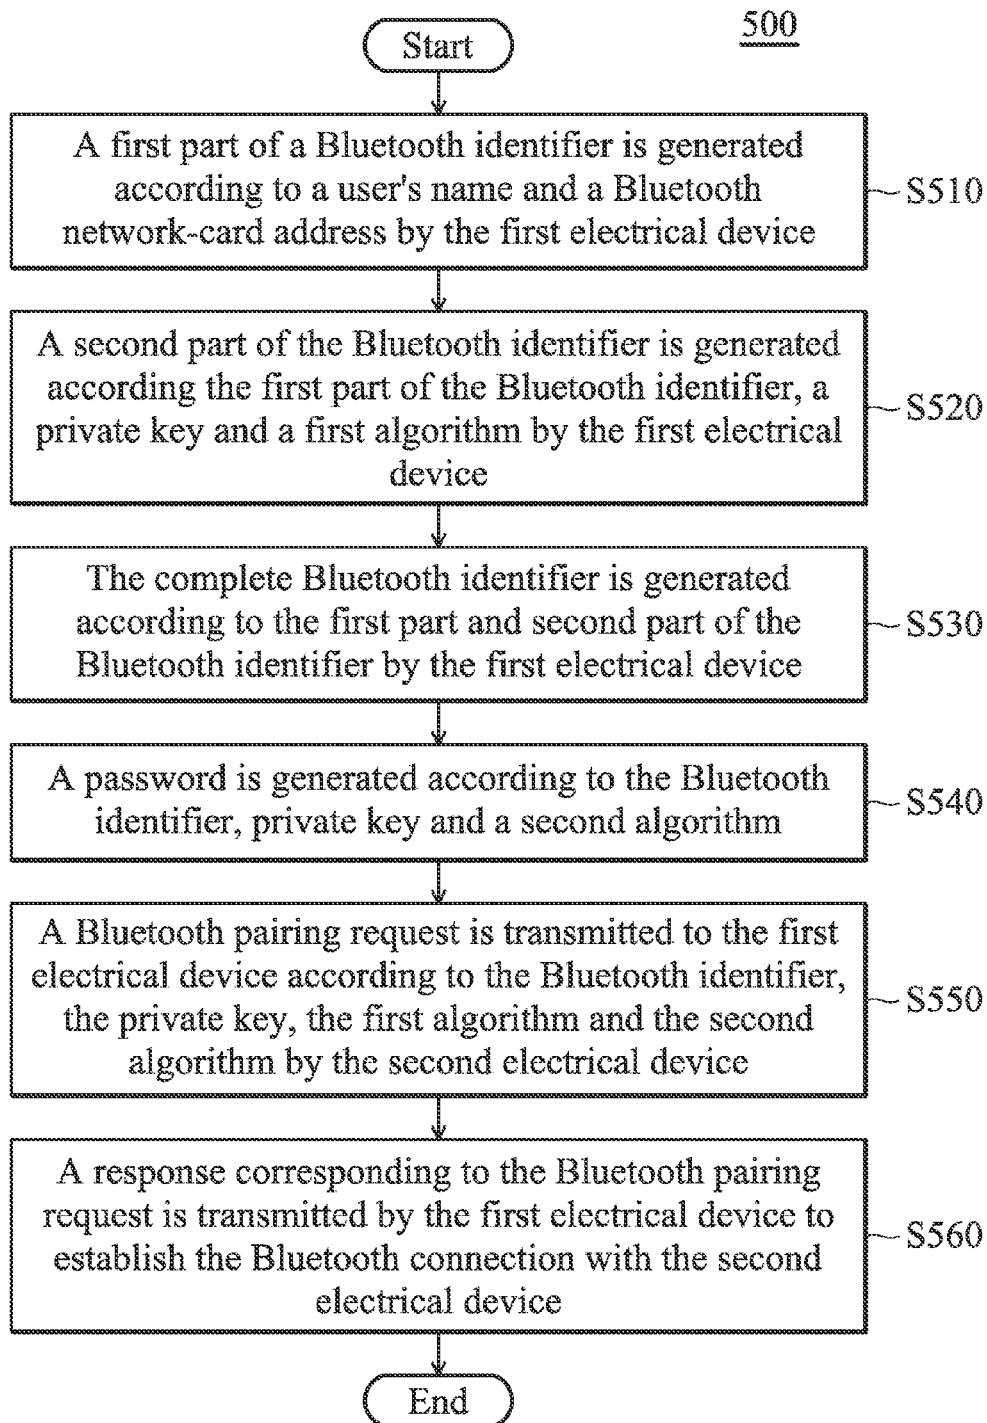 500
Start
A first part of a Bluetooth identifier is generated
according to a user's name and a Bluetooth
network-card address by the first electrical device
S510
A second part of the Bluetooth identifier is generated
according the first part of the Bluetooth identifier, a
private key and a first algorithm by the first electrical
device
S520
The complete Bluetooth identifier is generated
according to the first part and second part of the
Bluetooth identifier by the first electrical device
S530
A password is generated according to the Bluetooth
identifier, private key and a second algorithm
S540
A Bluetooth pairing request is transmitted to the first
electrical device according to the Bluetooth identifier,
the private key, the first algorithm and the second
algorithm by the second electrical device
S550
A response corresponding to the Bluetooth pairing
request is transmitted by the first electrical device to
establish the Bluetooth connection with the second
electrical device
S560
End